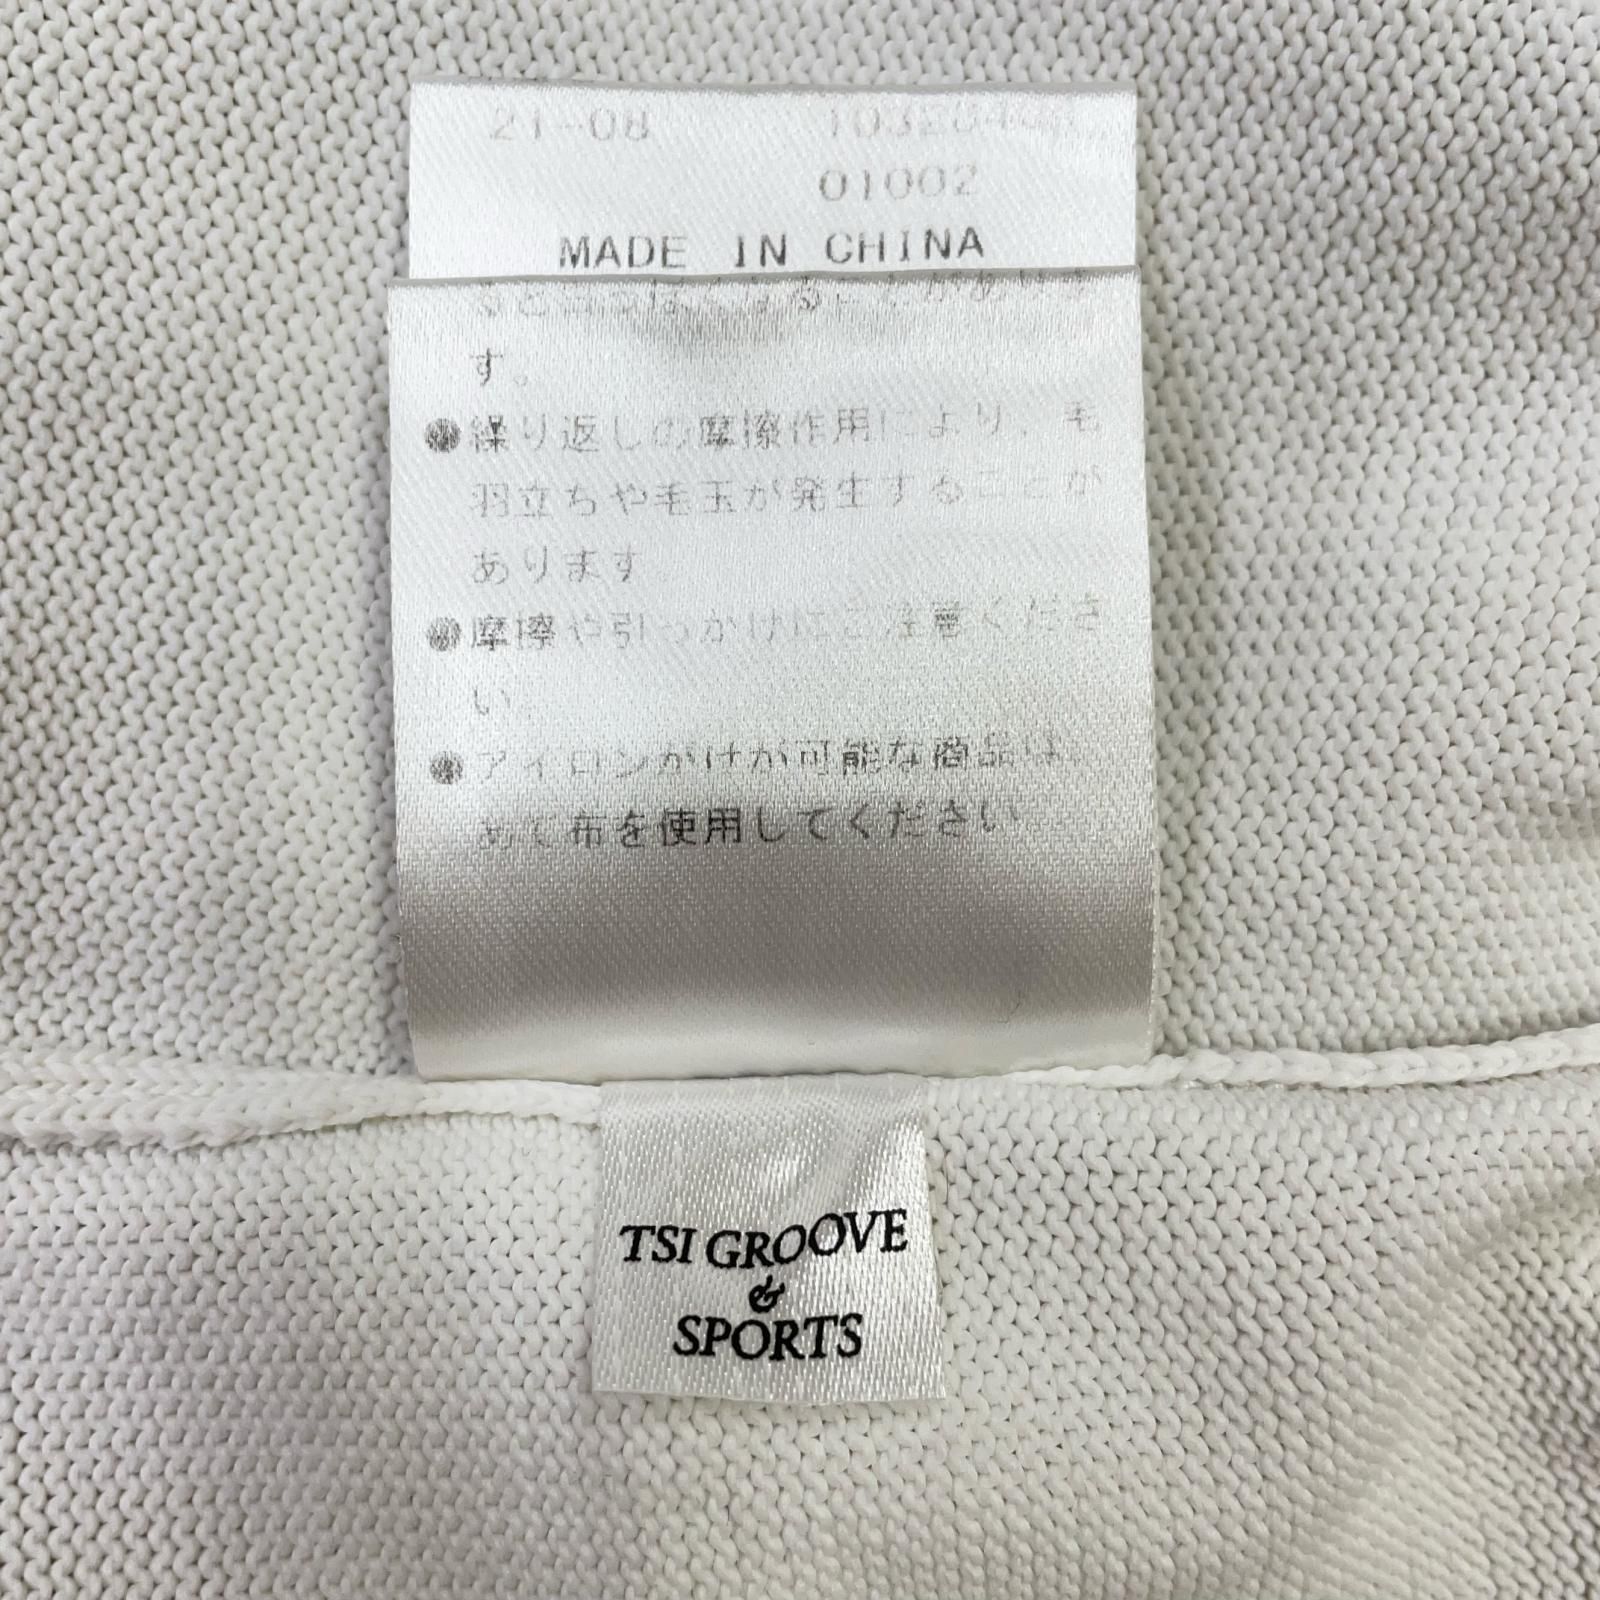 21-08
01002
MADE IN CHINA
す。
●繰り返しの摩擦作用により、毛
羽立ちや毛玉が発生することが
あります
●摩擦や引っかけにご注意くださ
い
●アイロンがけが可能な商品は、
あて布を使用してください
TSI GROOVE
&
SPORTS